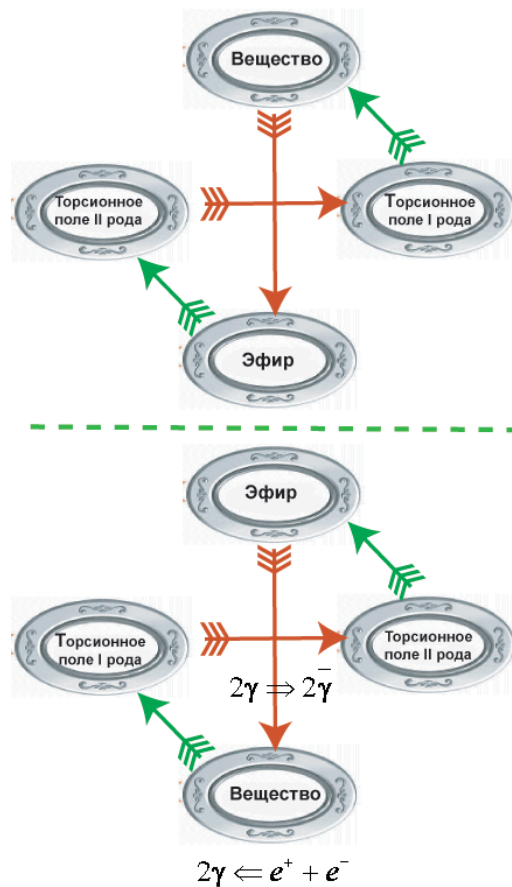 Вещество
Торсионное
поле II рода
Торсионное
поле I рода
Эфир
Эфир
Торсионное
поле I рода
Торсионное
поле II рода
2γ ⇒ 2γ̄
Вещество
2γ ⇐ e⁺ + e⁻